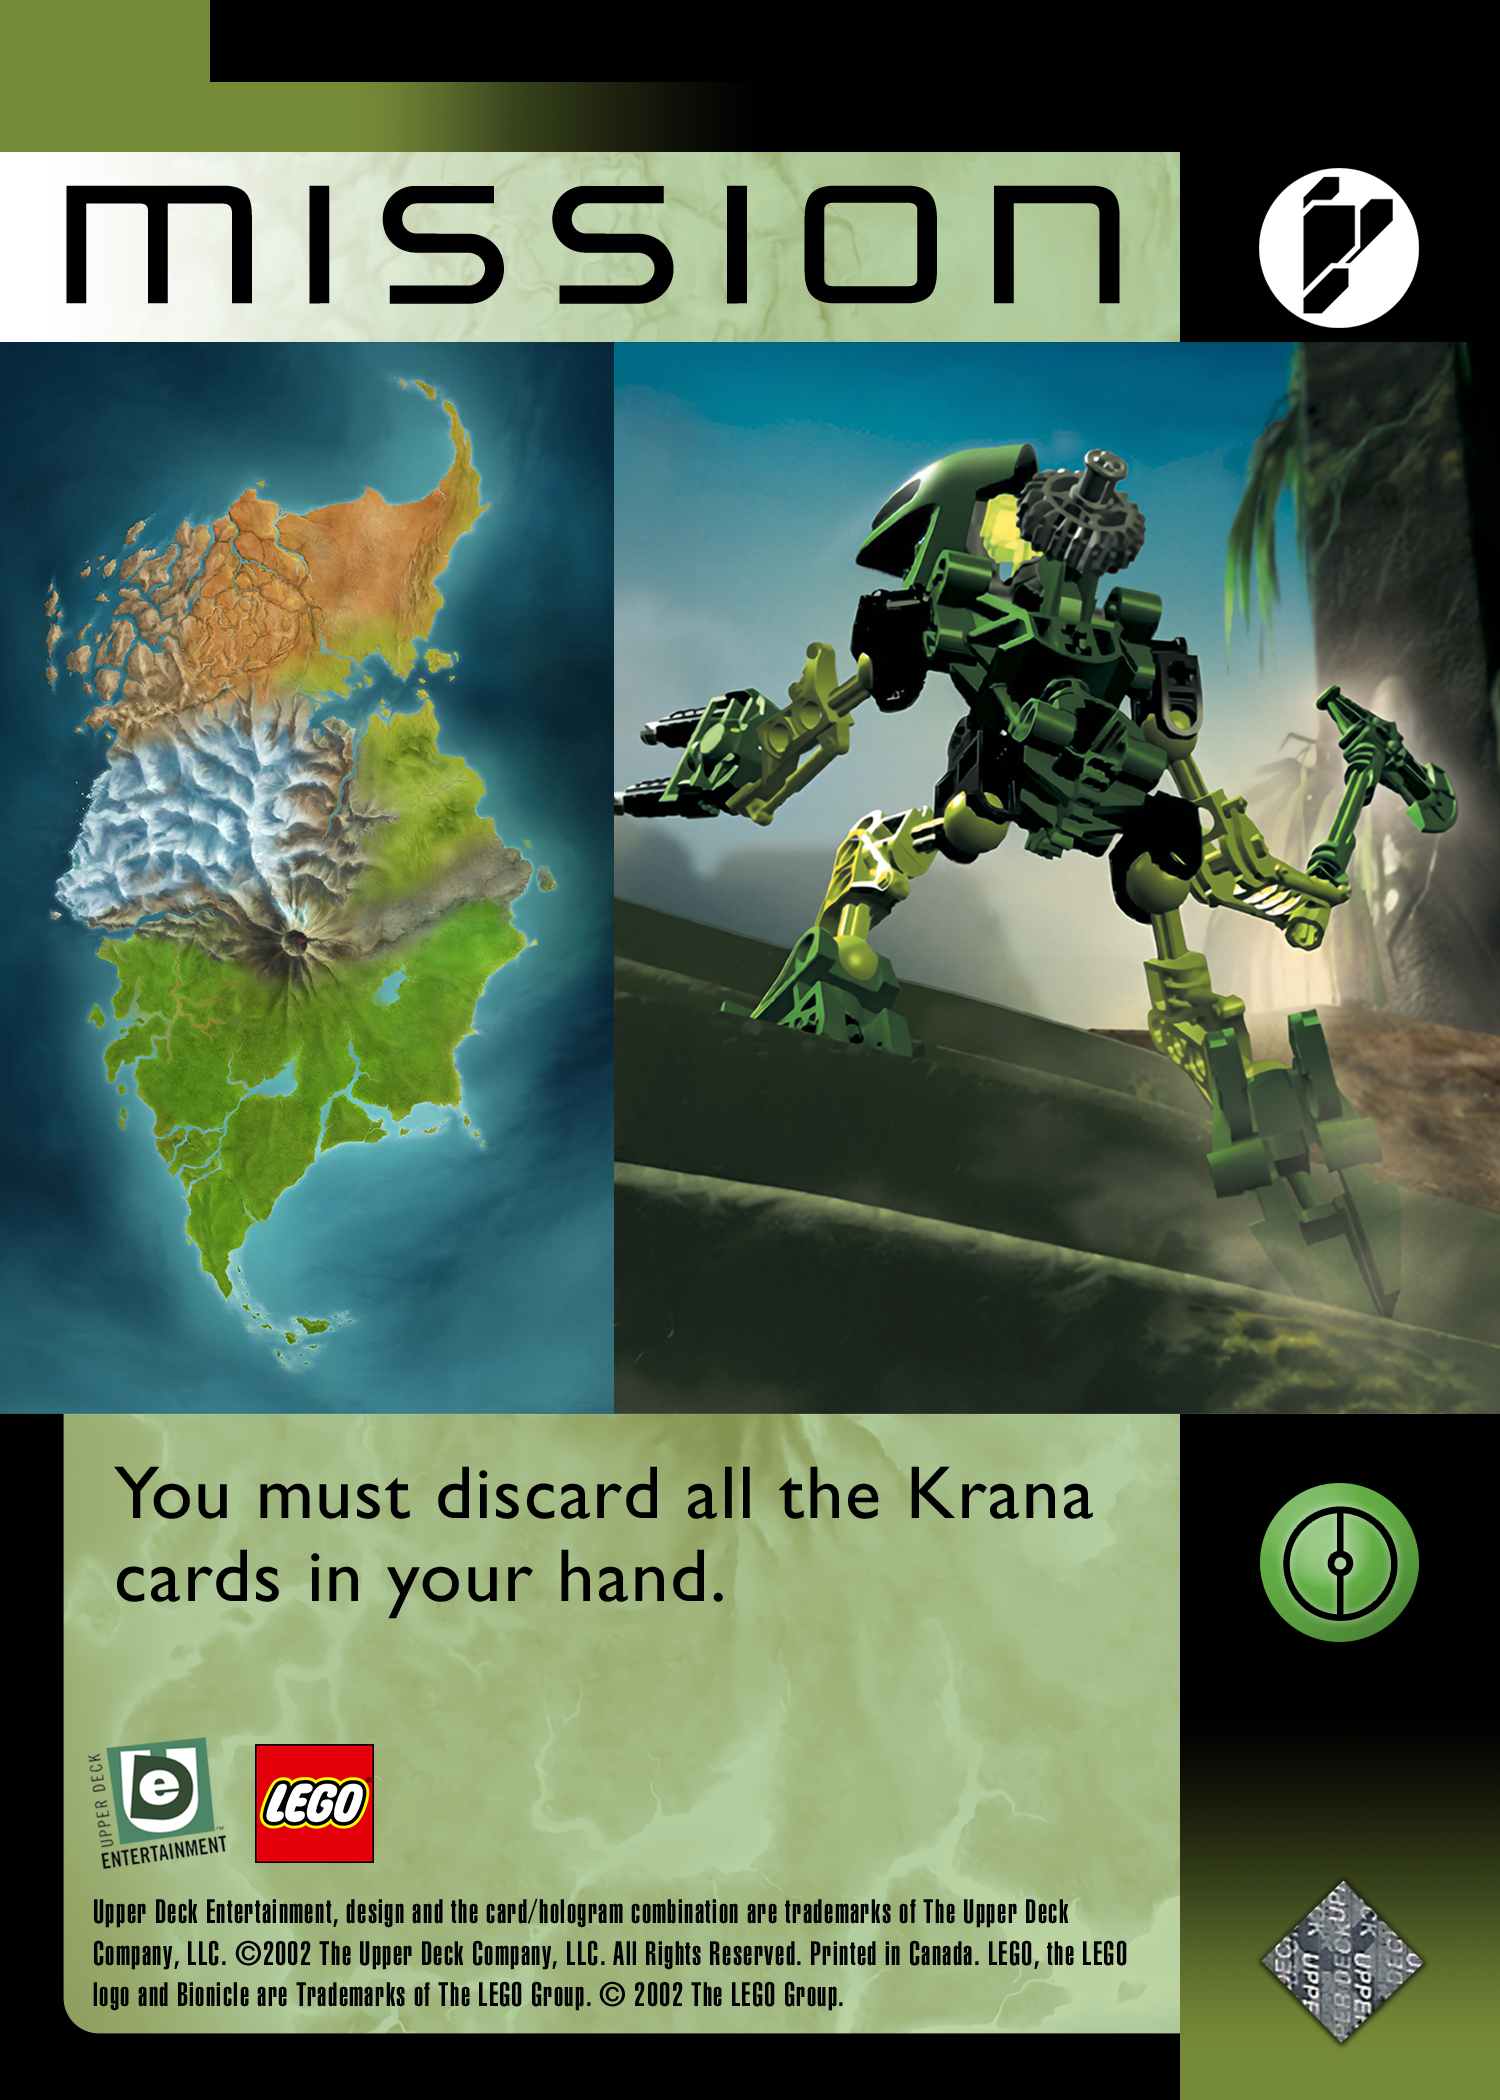 MISSION
You must discard all the Krana
cards in your hand.
UPPER DECK
e
ENTERTAINMENT™
LEGO
Upper Deck Entertainment, design and the card/hologram combination are trademarks of The Upper Deck
Company, LLC. ©2002 The Upper Deck Company, LLC. All Rights Reserved. Printed in Canada. LEGO, the LEGO
logo and Bionicle are Trademarks of The LEGO Group. © 2002 The LEGO Group.